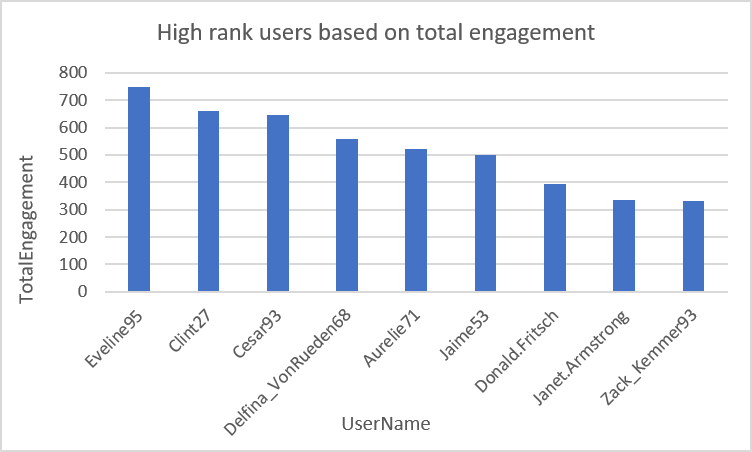 High rank users based on total engagement
TotalEngagement
800
700
600
500
400
300
200
100
0
Eveline95
Clint27
Cesar93
Delfina_VonRueden68
Aurelie71
Jaime53
Donald.Fritsch
Janet.Armstrong
Zack_Kemmer93
UserName